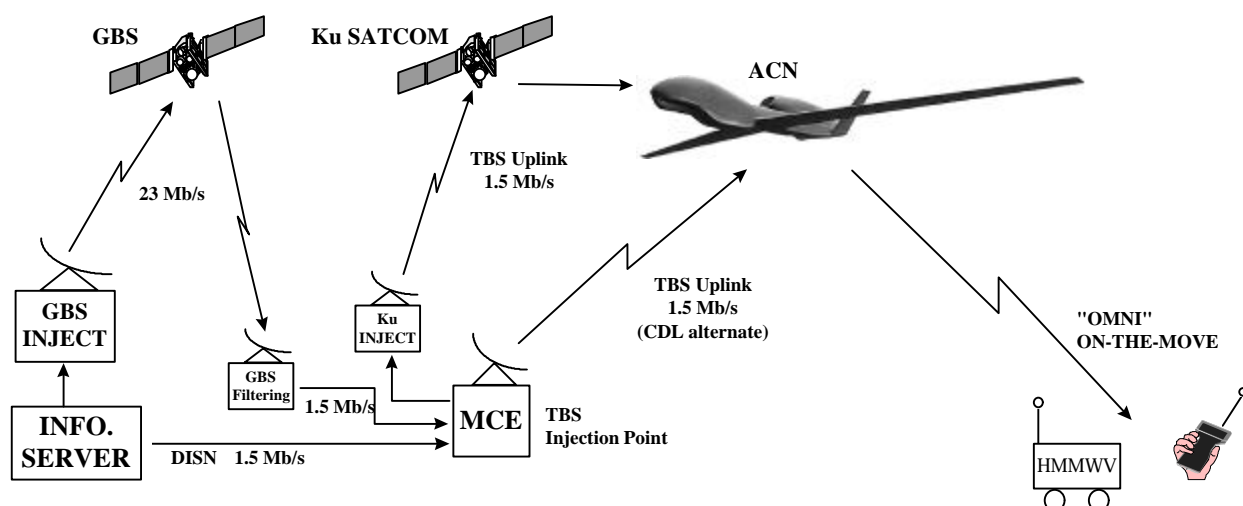 GBS
Ku SATCOM
ACN
TBS Uplink
1.5 Mb/s
23 Mb/s
GBS
INJECT
Ku
INJECT
TBS Uplink
1.5 Mb/s
(CDL alternate)
"OMNI"
ON-THE-MOVE
GBS
Filtering
1.5 Mb/s
INFO.
SERVER
MCE
TBS
Injection Point
DISN 1.5 Mb/s
HMMWV